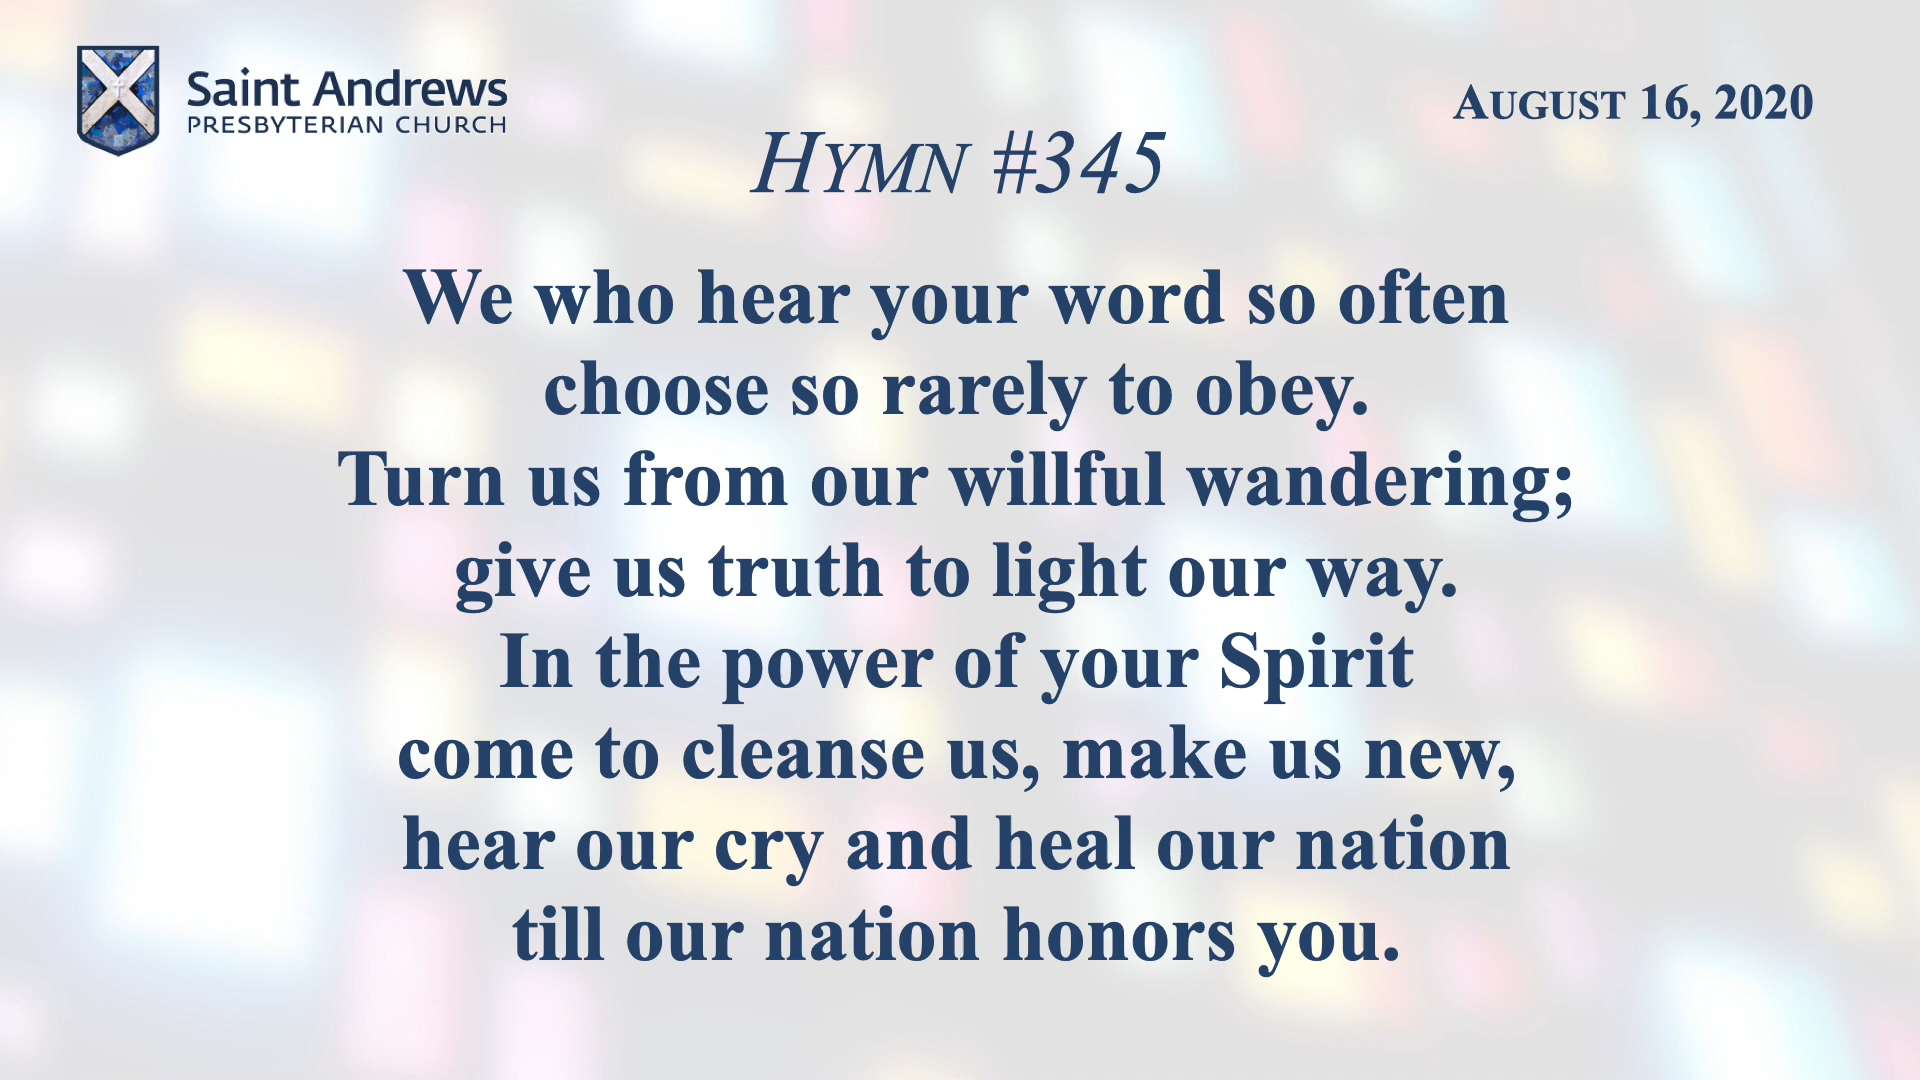 Saint Andrews
PRESBYTERIAN CHURCH
AUGUST 16, 2020
HYMN #345
We who hear your word so often
choose so rarely to obey.
Turn us from our willful wandering;
give us truth to light our way.
In the power of your Spirit
come to cleanse us, make us new,
hear our cry and heal our nation
till our nation honors you.